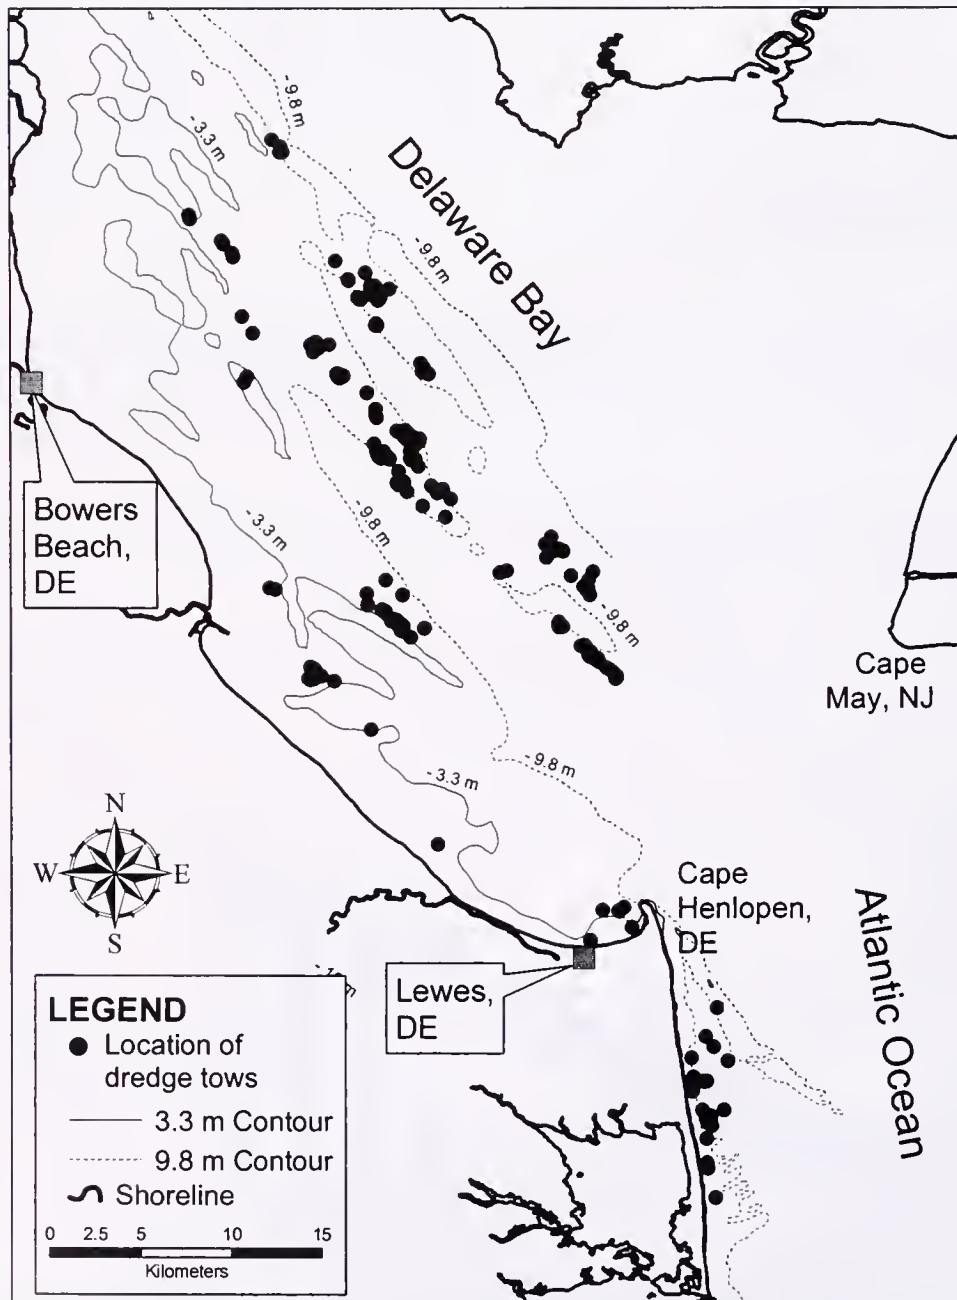 - 9.8 m
- 3.3 m
Delaware Bay
- 9.8 m
Bowers
Beach,
DE
- 3.3 m
- 9.8 m
- 9.8 m
Cape
May, NJ
- 9.8 m
- 3.3 m
N
W
E
S
Cape
Henlopen,
DE
Atlantic Ocean
Lewes,
DE
LEGEND
Location of
dredge tows
3.3 m Contour
9.8 m Contour
Shoreline
0 2.5 5 10 15
Kilometers